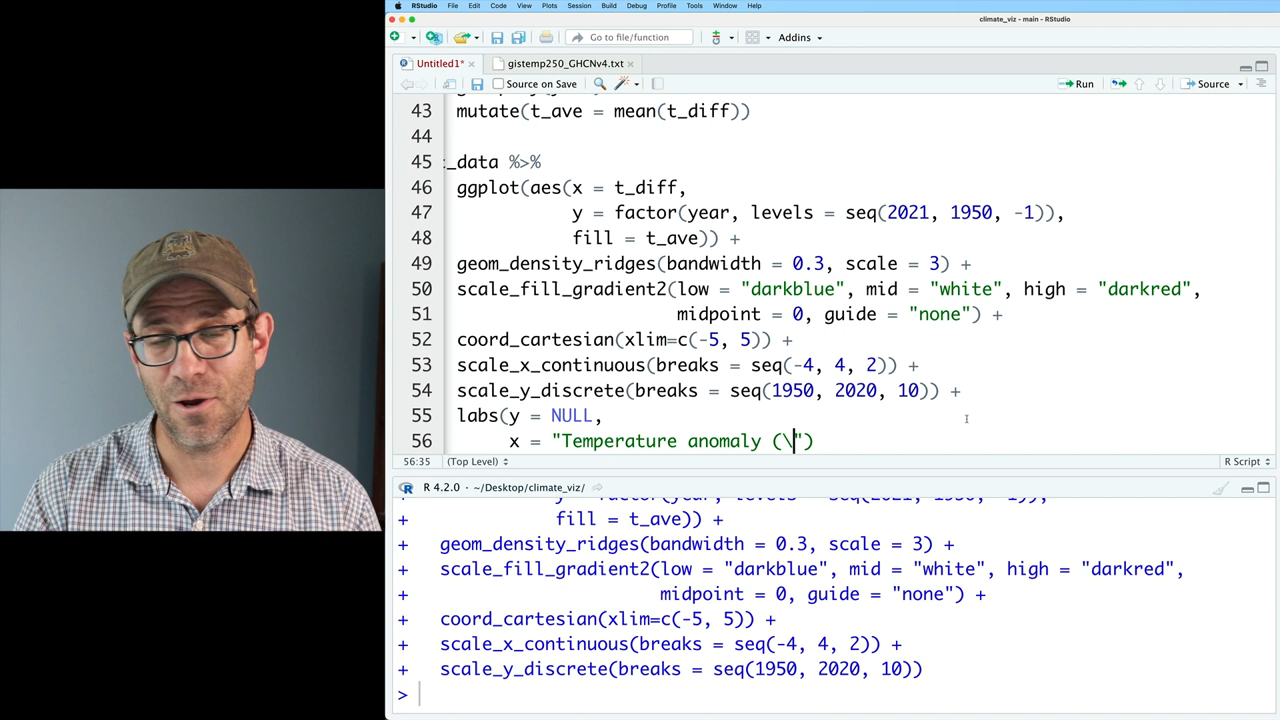 RStudio File Edit Code View Plots Session Build Debug Profile Tools Window Help
climate_viz - main - RStudio
Go to file/function Addins
Untitled1* gistemp250_GHCNv4.txt
Source on Save Run Source
43 mutate(t_ave = mean(t_diff))
44
45 _data %>%
46 ggplot(aes(x = t_diff,
47 y = factor(year, levels = seq(2021, 1950, -1)),
48 fill = t_ave)) +
49 geom_density_ridges(bandwidth = 0.3, scale = 3) +
50 scale_fill_gradient2(low = "darkblue", mid = "white", high = "darkred",
51 midpoint = 0, guide = "none") +
52 coord_cartesian(xlim=c(-5, 5)) +
53 scale_x_continuous(breaks = seq(-4, 4, 2)) +
54 scale_y_discrete(breaks = seq(1950, 2020, 10)) +
55 labs(y = NULL,
56 x = "Temperature anomaly (\")
56:35 (Top Level) R Script
R 4.2.0 · ~/Desktop/climate_viz/
+ fill = t_ave)) +
+ geom_density_ridges(bandwidth = 0.3, scale = 3) +
+ scale_fill_gradient2(low = "darkblue", mid = "white", high = "darkred",
+ midpoint = 0, guide = "none") +
+ coord_cartesian(xlim=c(-5, 5)) +
+ scale_x_continuous(breaks = seq(-4, 4, 2)) +
+ scale_y_discrete(breaks = seq(1950, 2020, 10))
>